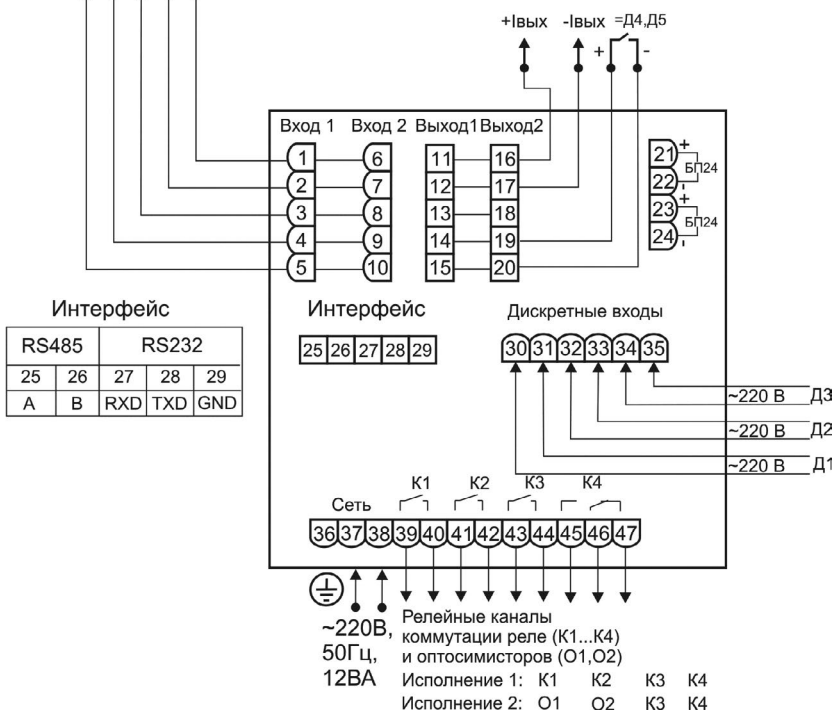 +Iвых -Iвых =Д4,Д5
+ -
Вход 1 Вход 2 Выход1 Выход2
1 6 11 16 21 +
БП24
2 7 12 17 22 -
3 8 13 18 23 +
БП24
4 9 14 19 24 -
5 10 15 20
Интерфейс
RS485 RS232
25 26 27 28 29
A B RXD TXD GND
Интерфейс
25 26 27 28 29
Дискретные входы
30 31 32 33 34 35
~220 В Д3
~220 В Д2
~220 В Д1
К1 К2 К3 К4
Сеть
36 37 38 39 40 41 42 43 44 45 46 47
~220В,
50Гц,
12ВА
Релейные каналы
коммутации реле (К1...К4)
и оптосимисторов (О1,О2)
Исполнение 1: К1 К2 К3 К4
Исполнение 2: О1 О2 К3 К4